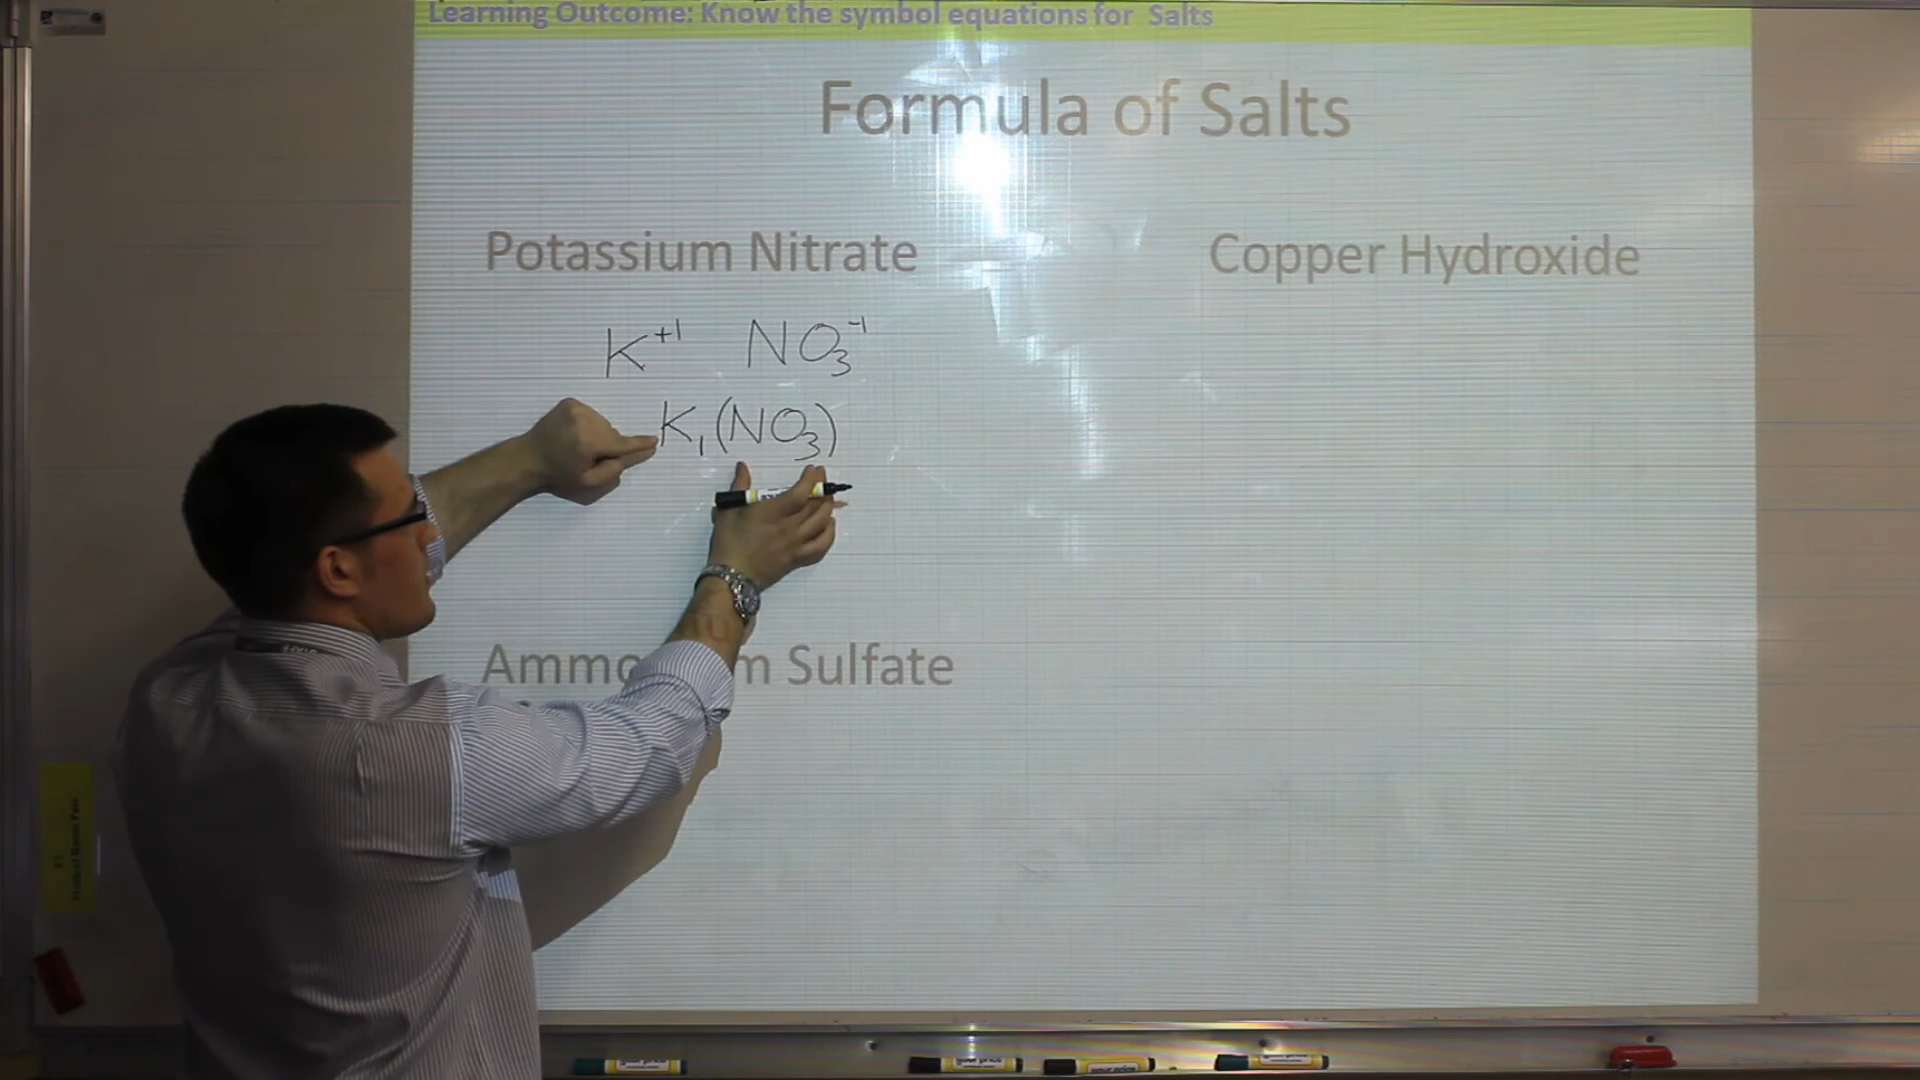 Learning Outcome: Know the symbol equations for Salts
Formula of Salts
Potassium Nitrate
Copper Hydroxide
K⁺¹ NO₃⁻¹
K₁(NO₃)
Ammo m Sulfate